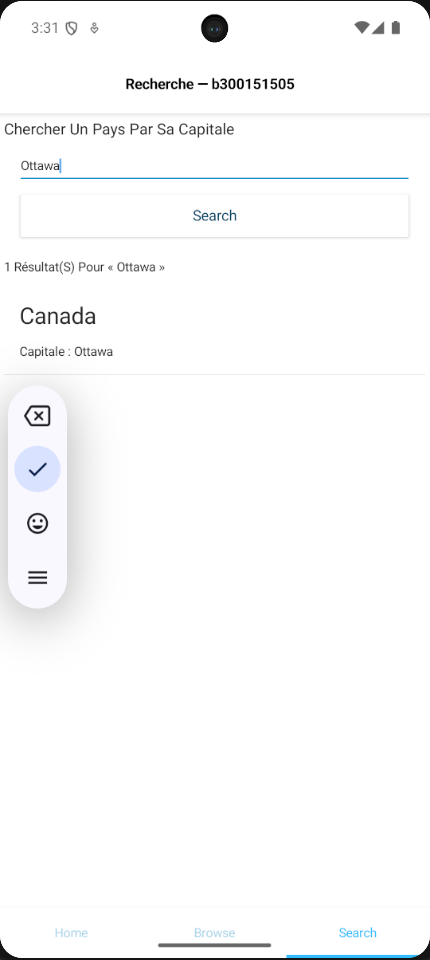 3:31
Recherche — b300151505
Chercher Un Pays Par Sa Capitale
Ottawa
Search
1 Résultat(S) Pour « Ottawa »
Canada
Capitale : Ottawa
Home
Browse
Search